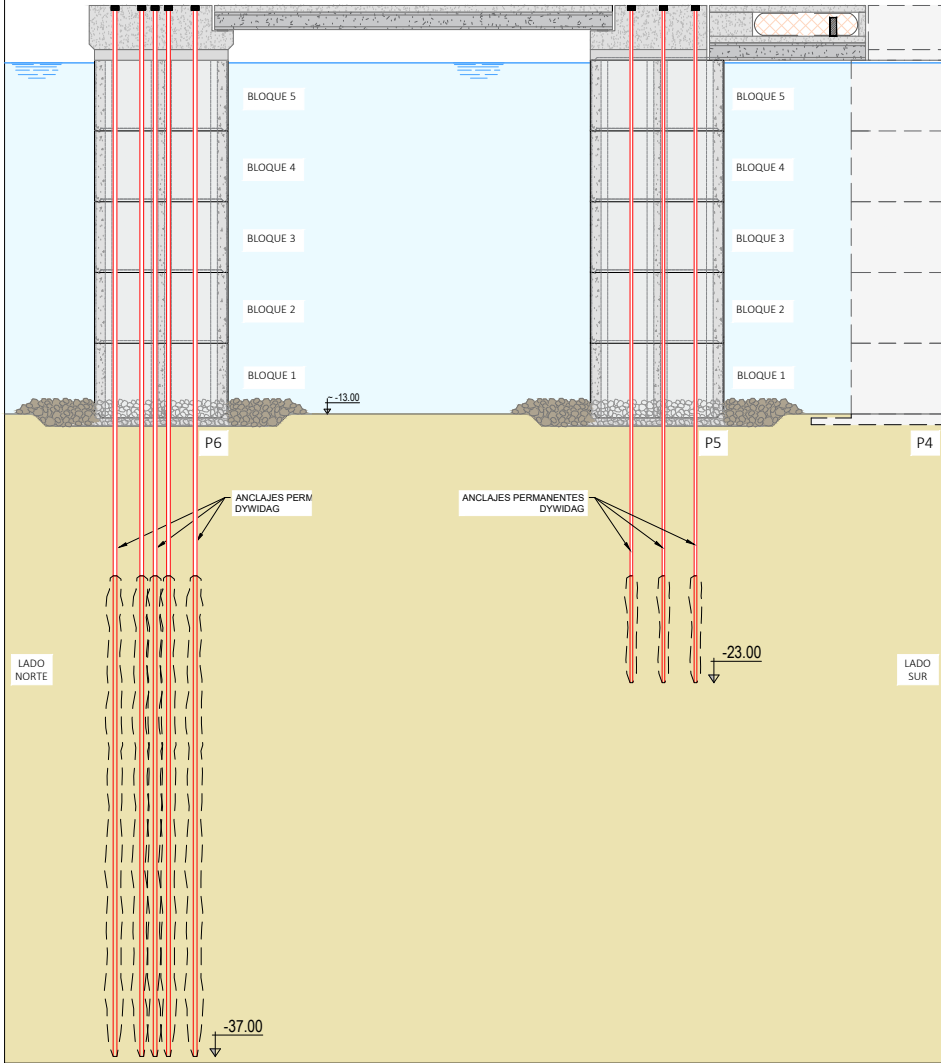 BLOQUE 5
BLOQUE 5
BLOQUE 4
BLOQUE 4
BLOQUE 3
BLOQUE 3
BLOQUE 2
BLOQUE 2
BLOQUE 1
BLOQUE 1
-13.00
P6
P5
P4
ANCLAJES PERM
DYWIDAG
ANCLAJES PERMANENTES
DYWIDAG
LADO
NORTE
-23.00
LADO
SUR
-37.00